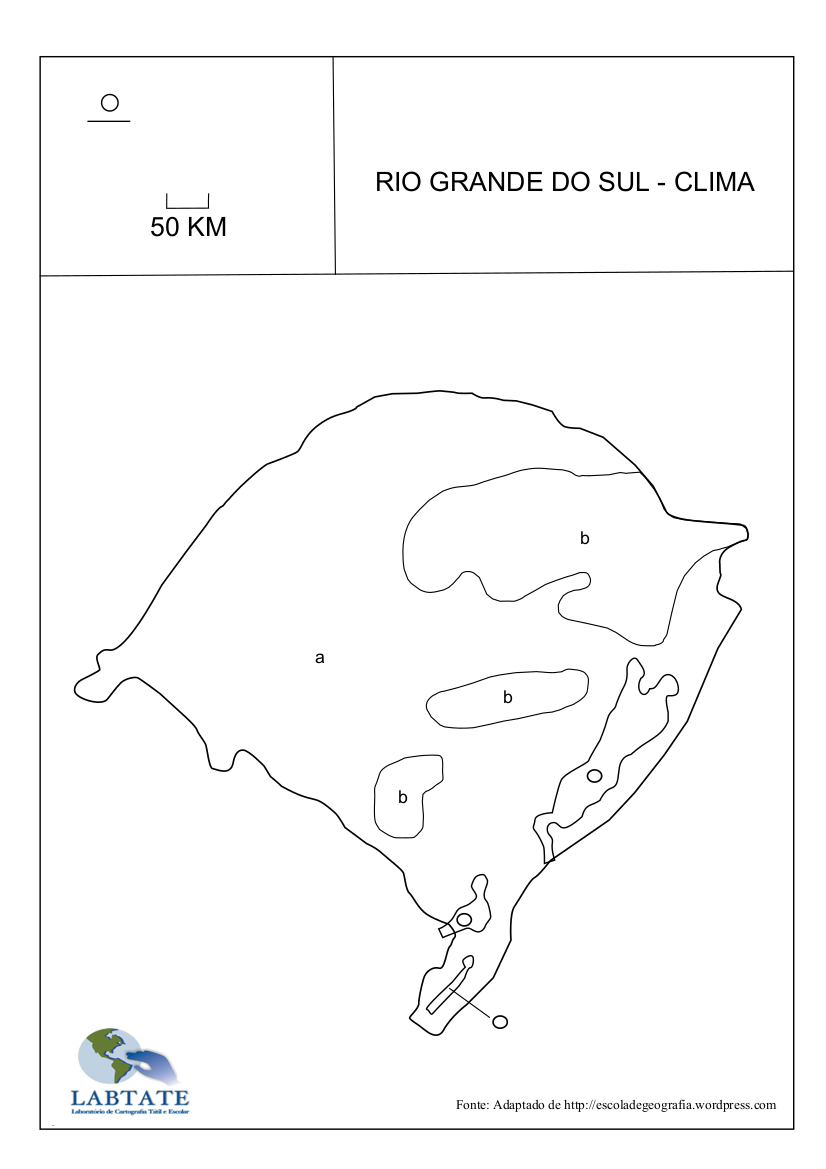 RIO GRANDE DO SUL - CLIMA
50 KM
b
a
b
b
LABTATE
Laboratório de Cartografia Tátil e Escolar
Fonte: Adaptado de http://escoladegeografia.wordpress.com